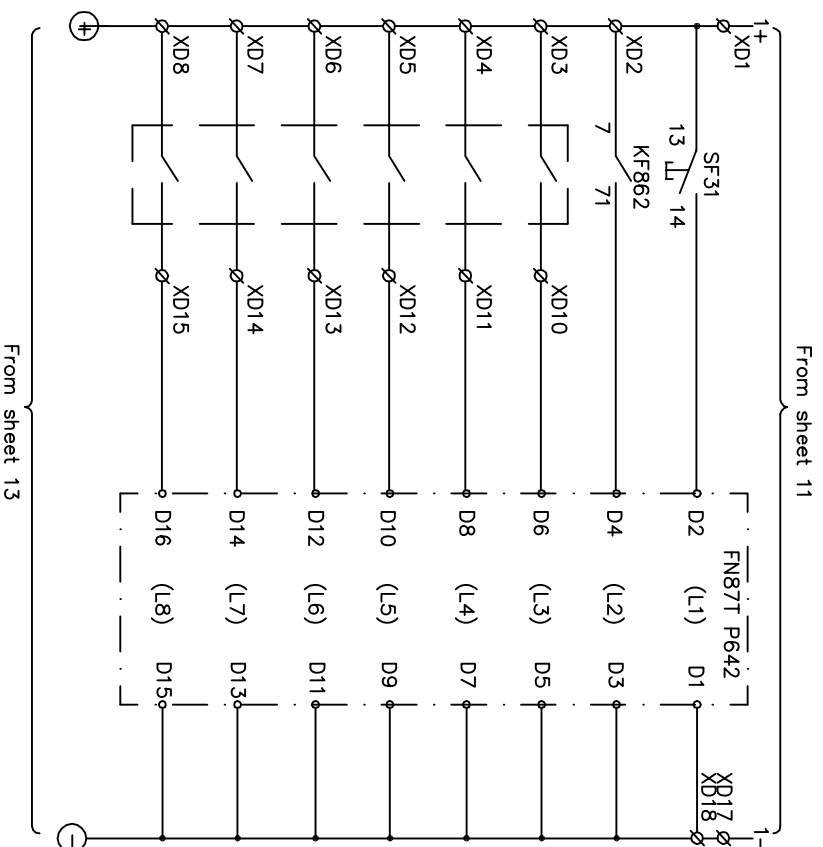 From sheet 11
1+
XD1
XD17
XD18
1-
SF31
13
14
FN87T P642
D2 (L1) D1
KF862
XD2
7
71
D4 (L2) D3
XD3
XD10
D6 (L3) D5
XD4
XD11
D8 (L4) D7
XD5
XD12
D10 (L5) D9
XD6
XD13
D12 (L6) D11
XD7
XD14
D14 (L7) D13
XD8
XD15
D16 (L8) D15
+
-
From sheet 13